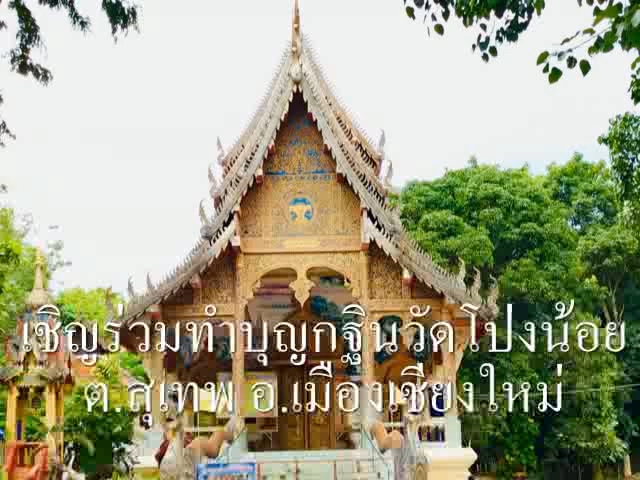 เชิญร่วมทำบุญกฐินวัดโป่งน้อย
ต.สุเทพ อ.เมืองเชียงใหม่